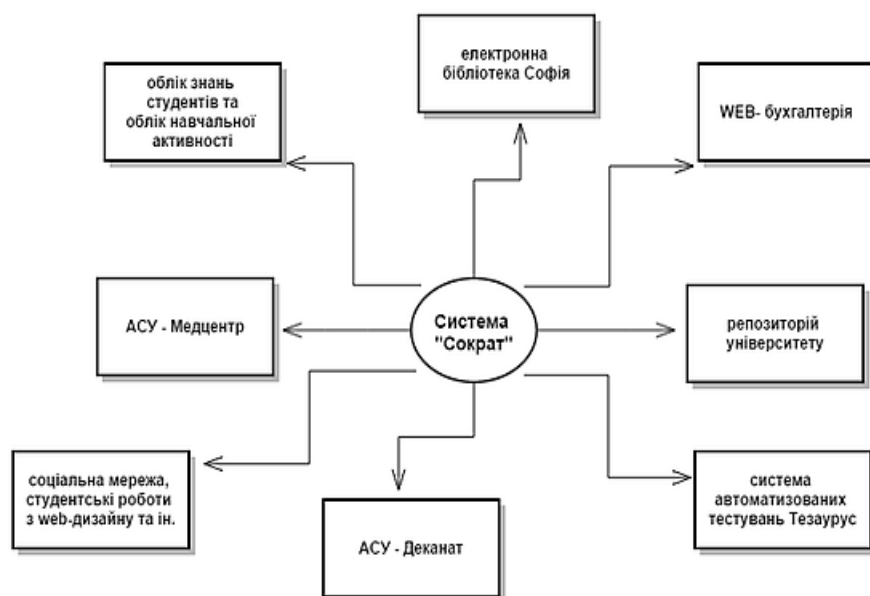 електронна
бібліотека Софія
облік знань
студентів та
облік навчальної
активності
WEB- бухгалтерія
АСУ - Медцентр
Система
"Сократ"
репозиторій
університету
соціальна мережа,
студентські роботи
з web-дизайну та ін.
АСУ - Деканат
система
автоматизованих
тестувань Тезаурус